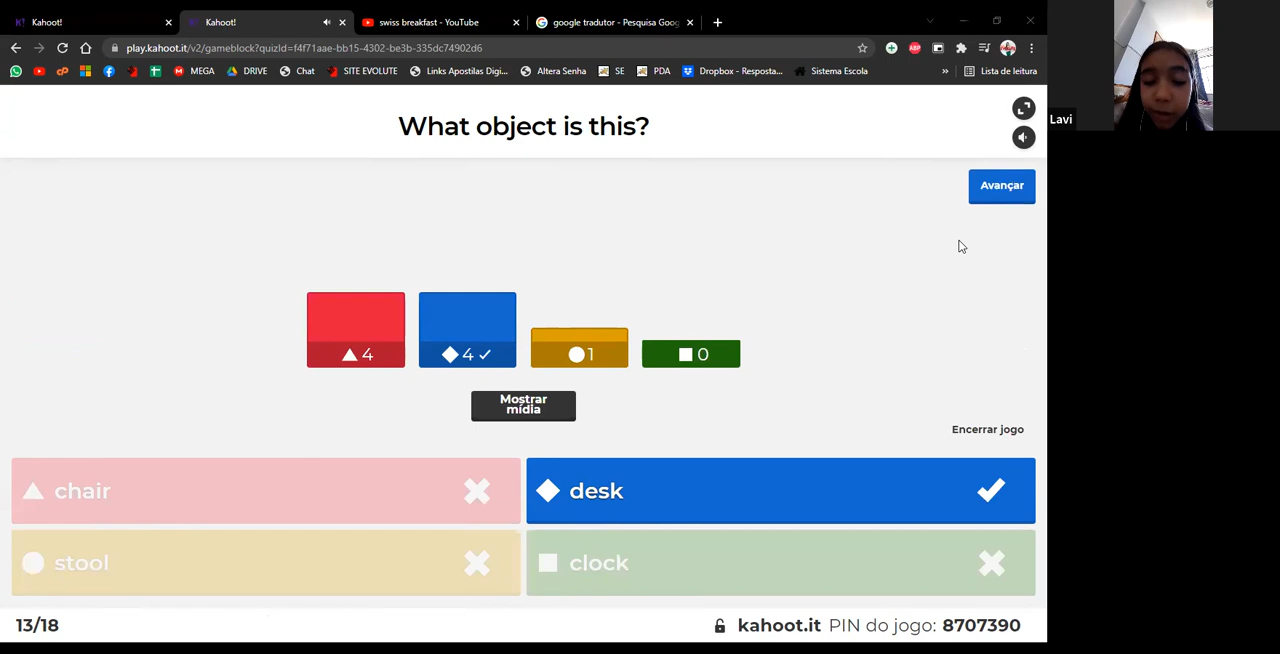 Kahoot!
Kahoot!
swiss breakfast - YouTube
google tradutor - Pesquisa Goog
play.kahoot.it/v2/gameblock?quizId=f4f71aae-bb15-4302-be3b-335dc74902d6
MEGA
DRIVE
Chat
SITE EVOLUTE
Links Apostilas Digi...
Altera Senha
SE
PDA
Dropbox - Resposta...
Sistema Escola
»
Lista de leitura
ABP
What object is this?
Lavi
Avançar
4
4
1
0
Mostrar
mídia
Encerrar jogo
chair
desk
stool
clock
13/18
kahoot.it PIN do jogo: 8707390